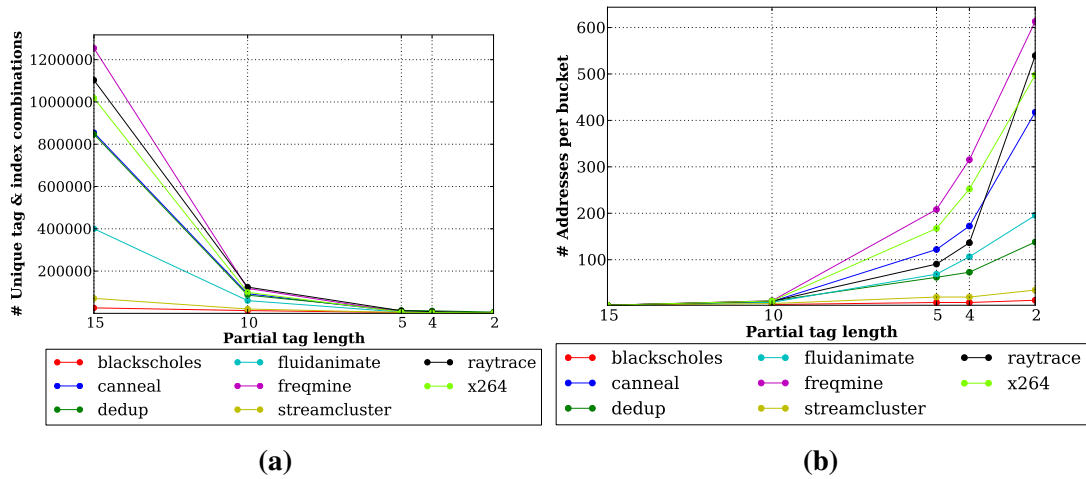 # Unique tag & index combinations
1200000
1000000
800000
600000
400000
200000
15
10
5
4
2
Partial tag length
blackscholes
fluidanimate
raytrace
canneal
freqmine
x264
dedup
streamcluster
(a)
# Addresses per bucket
600
500
400
300
200
100
15
10
5
4
2
Partial tag length
blackscholes
fluidanimate
raytrace
canneal
freqmine
x264
dedup
streamcluster
(b)